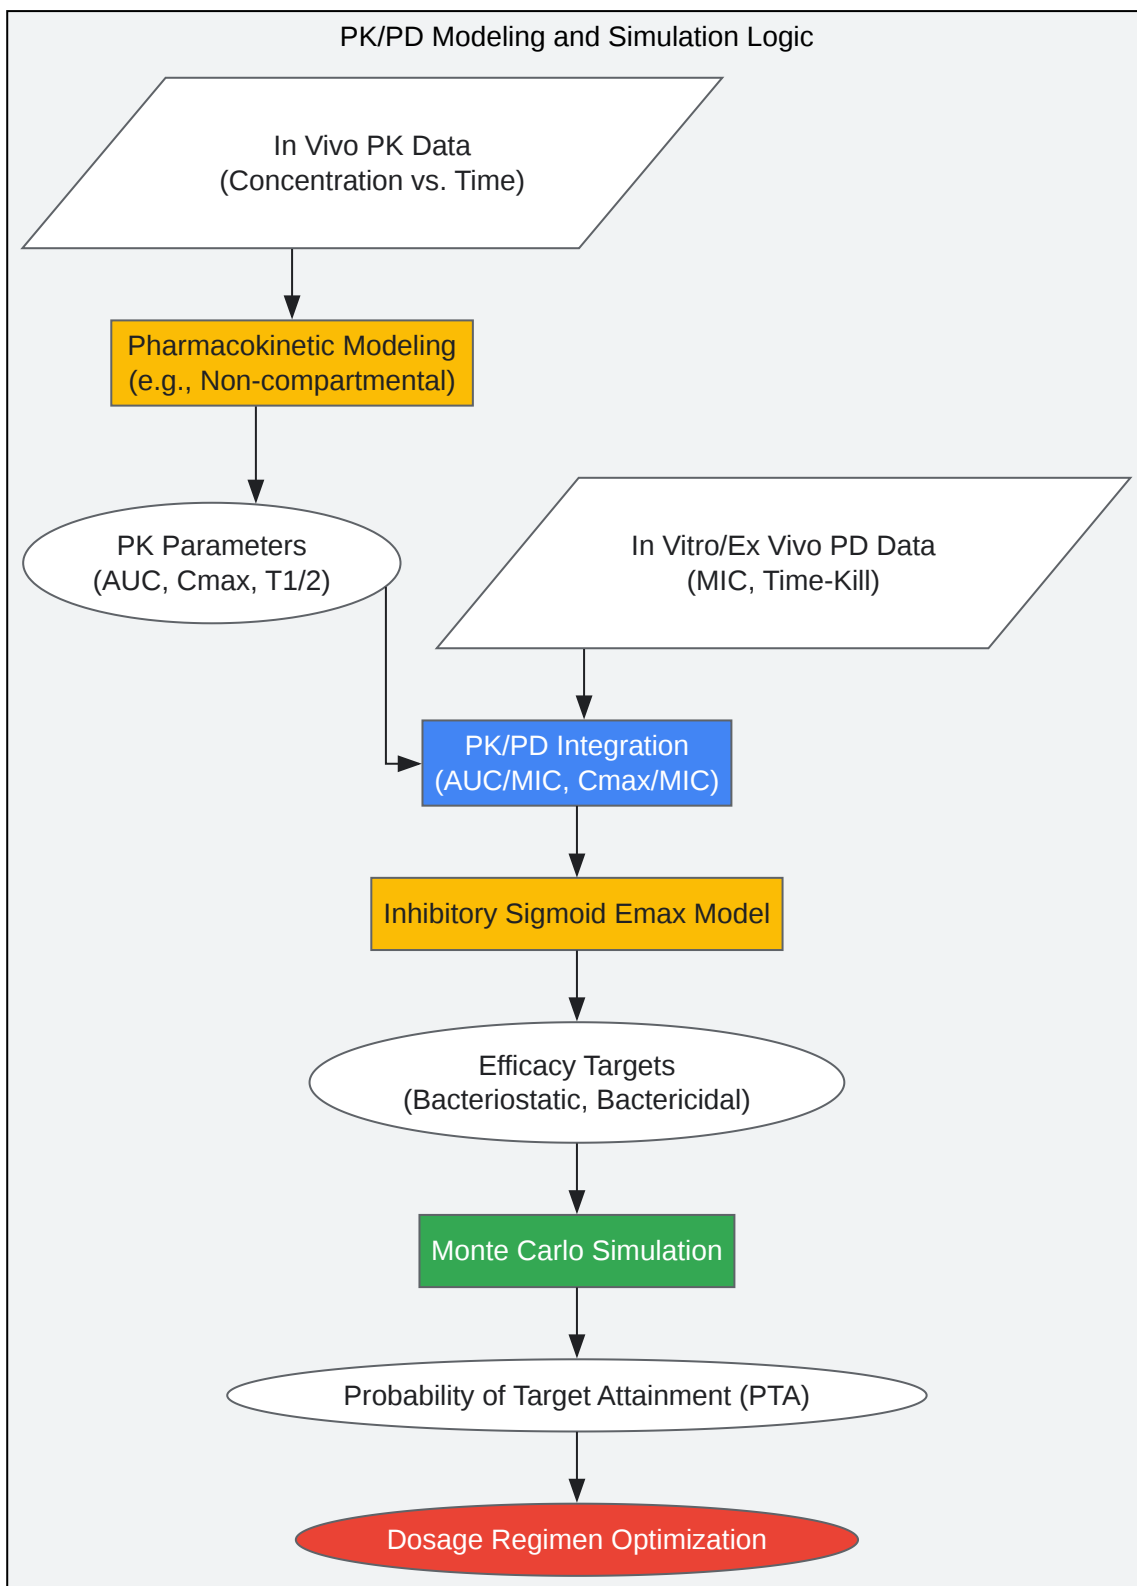 PK/PD Modeling and Simulation Logic
In Vivo PK Data
(Concentration vs. Time)
Pharmacokinetic Modeling
(e.g., Non-compartmental)
PK Parameters
(AUC, Cmax, T1/2)
In Vitro/Ex Vivo PD Data
(MIC, Time-Kill)
PK/PD Integration
(AUC/MIC, Cmax/MIC)
Inhibitory Sigmoid Emax Model
Efficacy Targets
(Bacteriostatic, Bactericidal)
Monte Carlo Simulation
Probability of Target Attainment (PTA)
Dosage Regimen Optimization